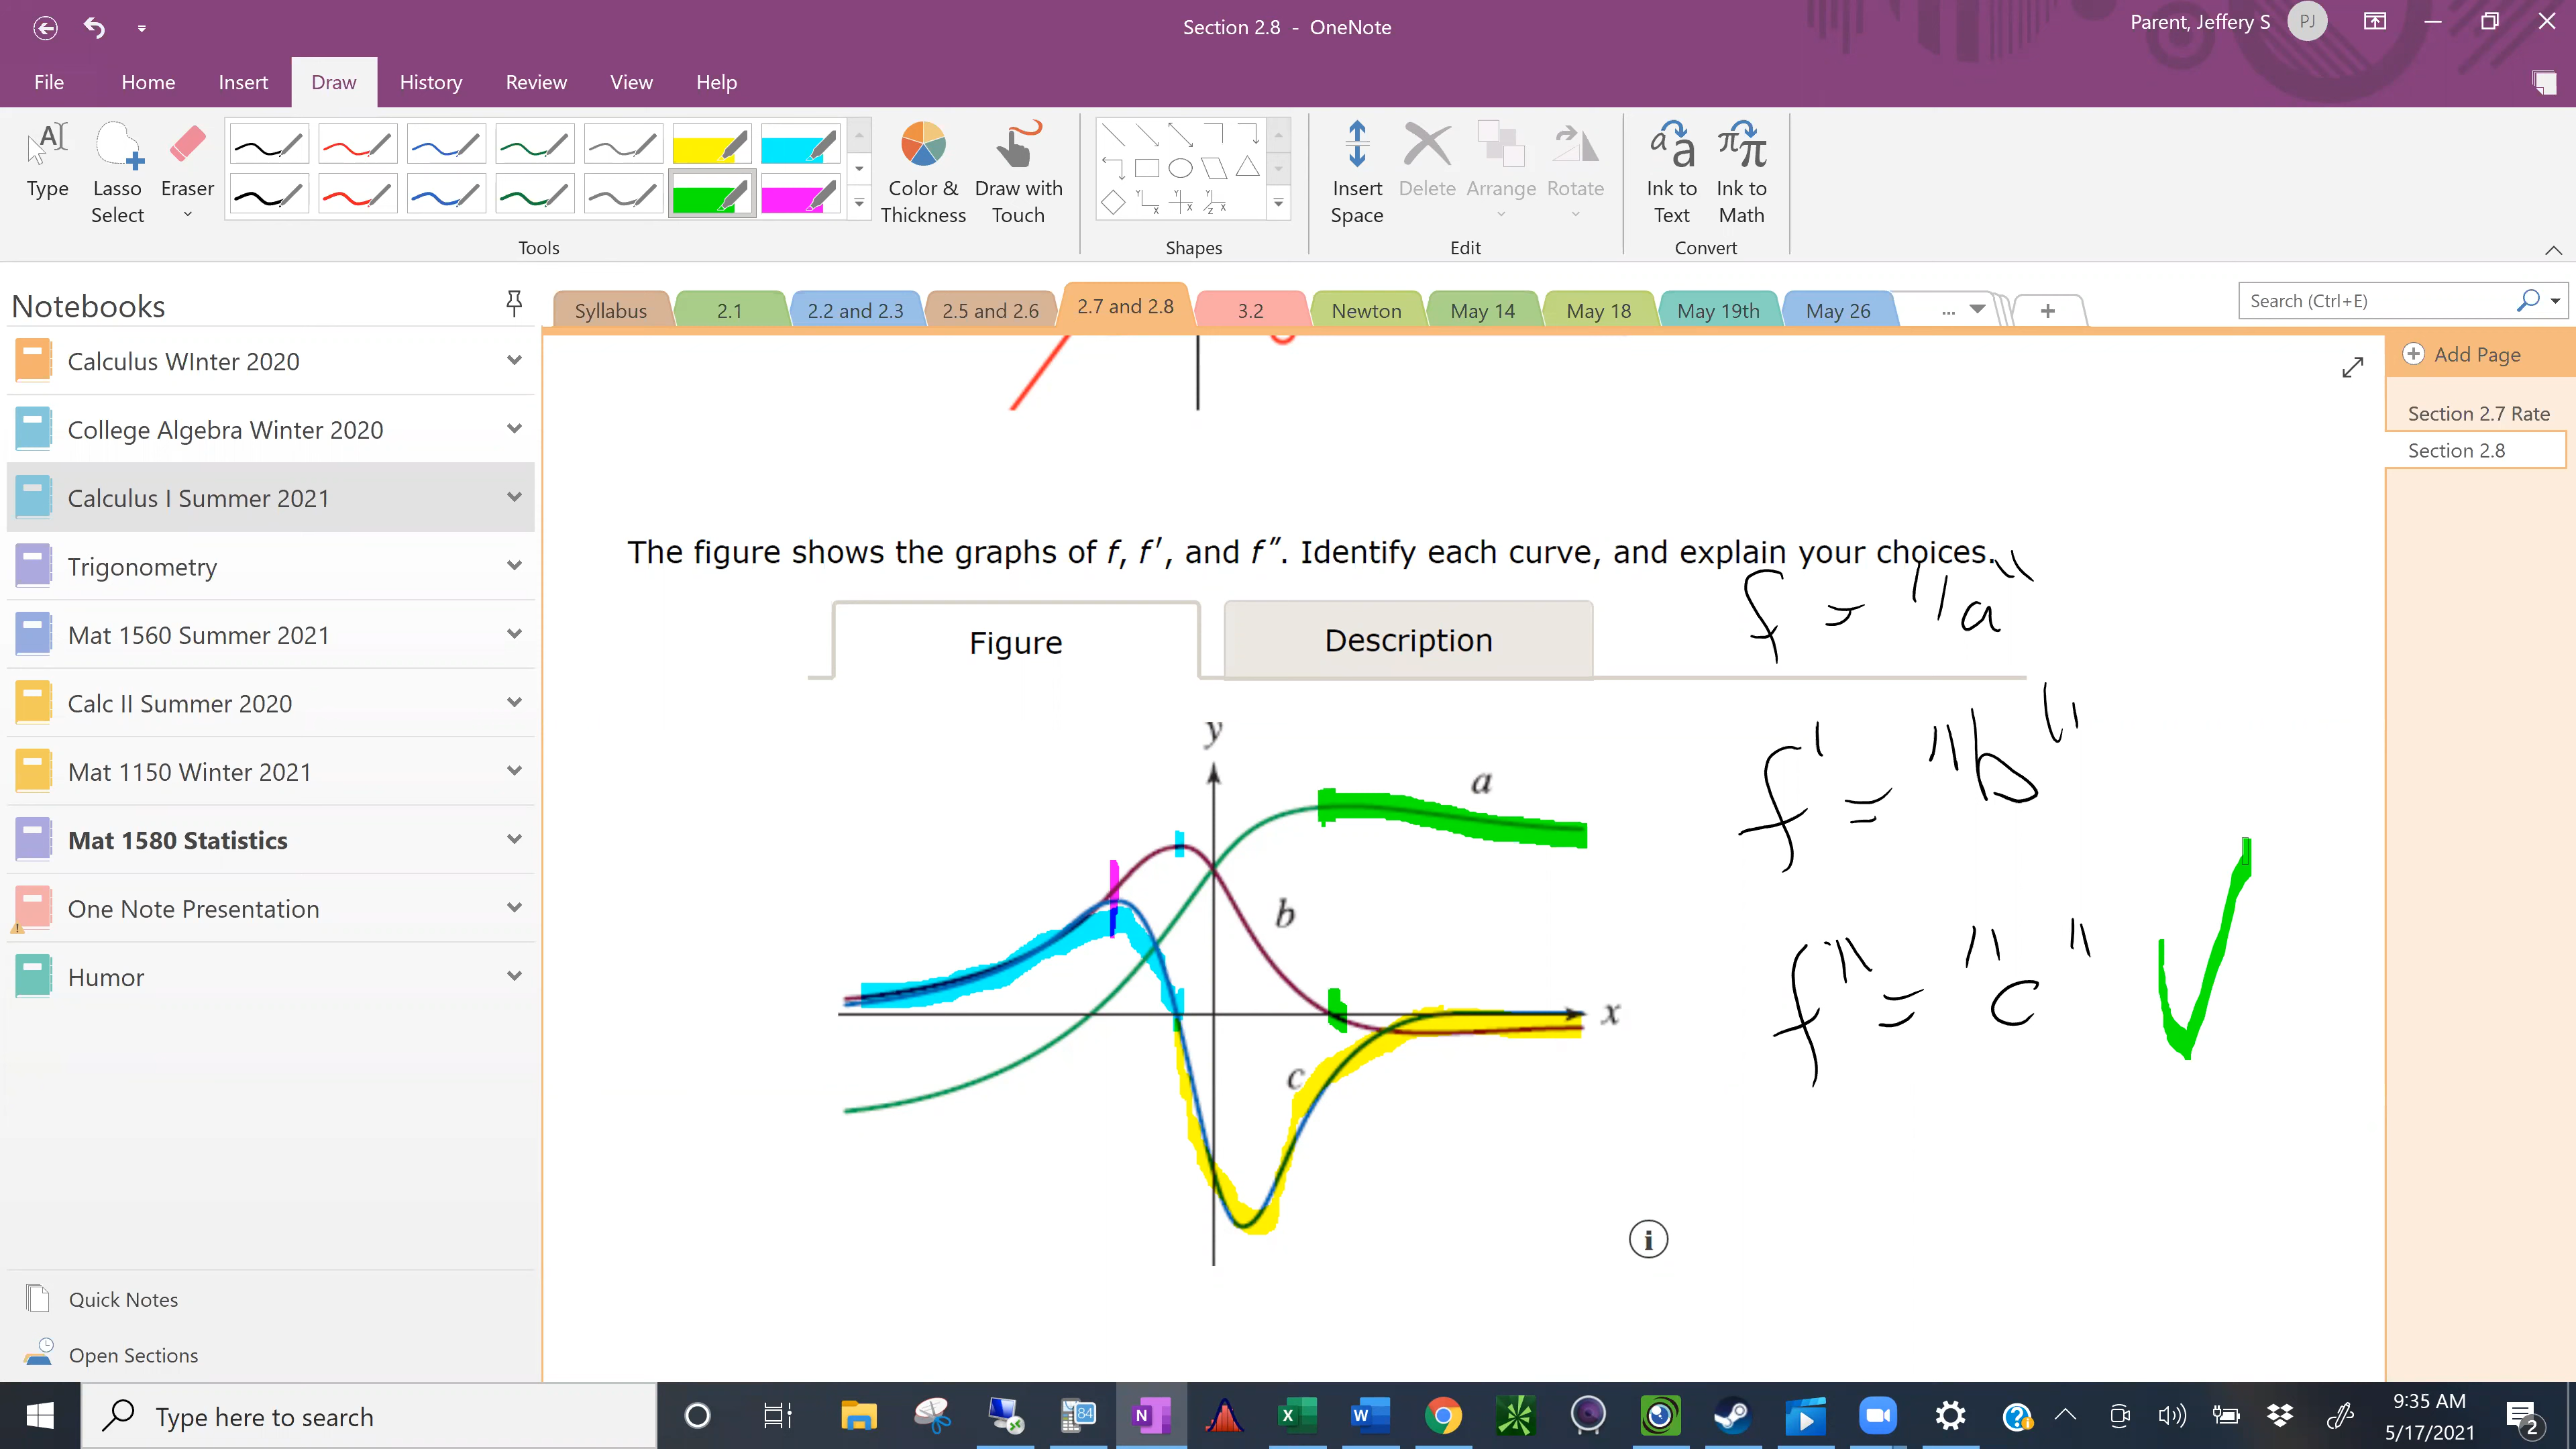 Section 2.8 - OneNote
Parent, Jeffery S
PJ
File Home Insert Draw History Review View Help
Type
Lasso Select
Eraser
Color & Thickness
Draw with Touch
Insert Space
Delete
Arrange
Rotate
Ink to Text
Ink to Math
Tools
Shapes
Edit
Convert
Notebooks
Syllabus
2.1
2.2 and 2.3
2.5 and 2.6
2.7 and 2.8
3.2
Newton
May 14
May 18
May 19th
May 26
...
Search (Ctrl+E)
Calculus WInter 2020
College Algebra Winter 2020
Calculus I Summer 2021
Trigonometry
Mat 1560 Summer 2021
Calc II Summer 2020
Mat 1150 Winter 2021
Mat 1580 Statistics
One Note Presentation
Humor
Quick Notes
Open Sections
Add Page
Section 2.7 Rate
Section 2.8
The figure shows the graphs of f, f′, and f″. Identify each curve, and explain your choices.
Figure
Description
f = "a"
f' = "b"
f" = "c"
y
a
b
x
c
i
Type here to search
84
N
X
W
9:35 AM
5/17/2021
2